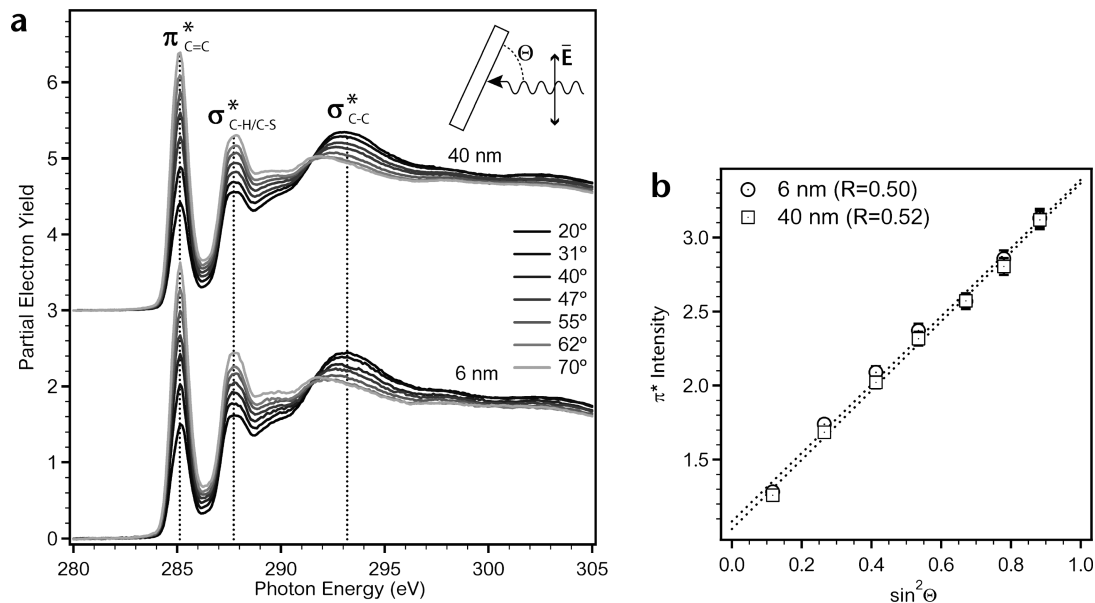 a
π*C=C
σ*C-H/C-S
σ*C-C
Θ
Ē
40 nm
6 nm
20º
31º
40º
47º
55º
62º
70º
Partial Electron Yield
6
5
4
3
2
1
0
280
285
290
295
300
305
Photon Energy (eV)
b
6 nm (R=0.50)
40 nm (R=0.52)
π* Intensity
3.0
2.5
2.0
1.5
0.0
0.2
0.4
0.6
0.8
1.0
sin²Θ